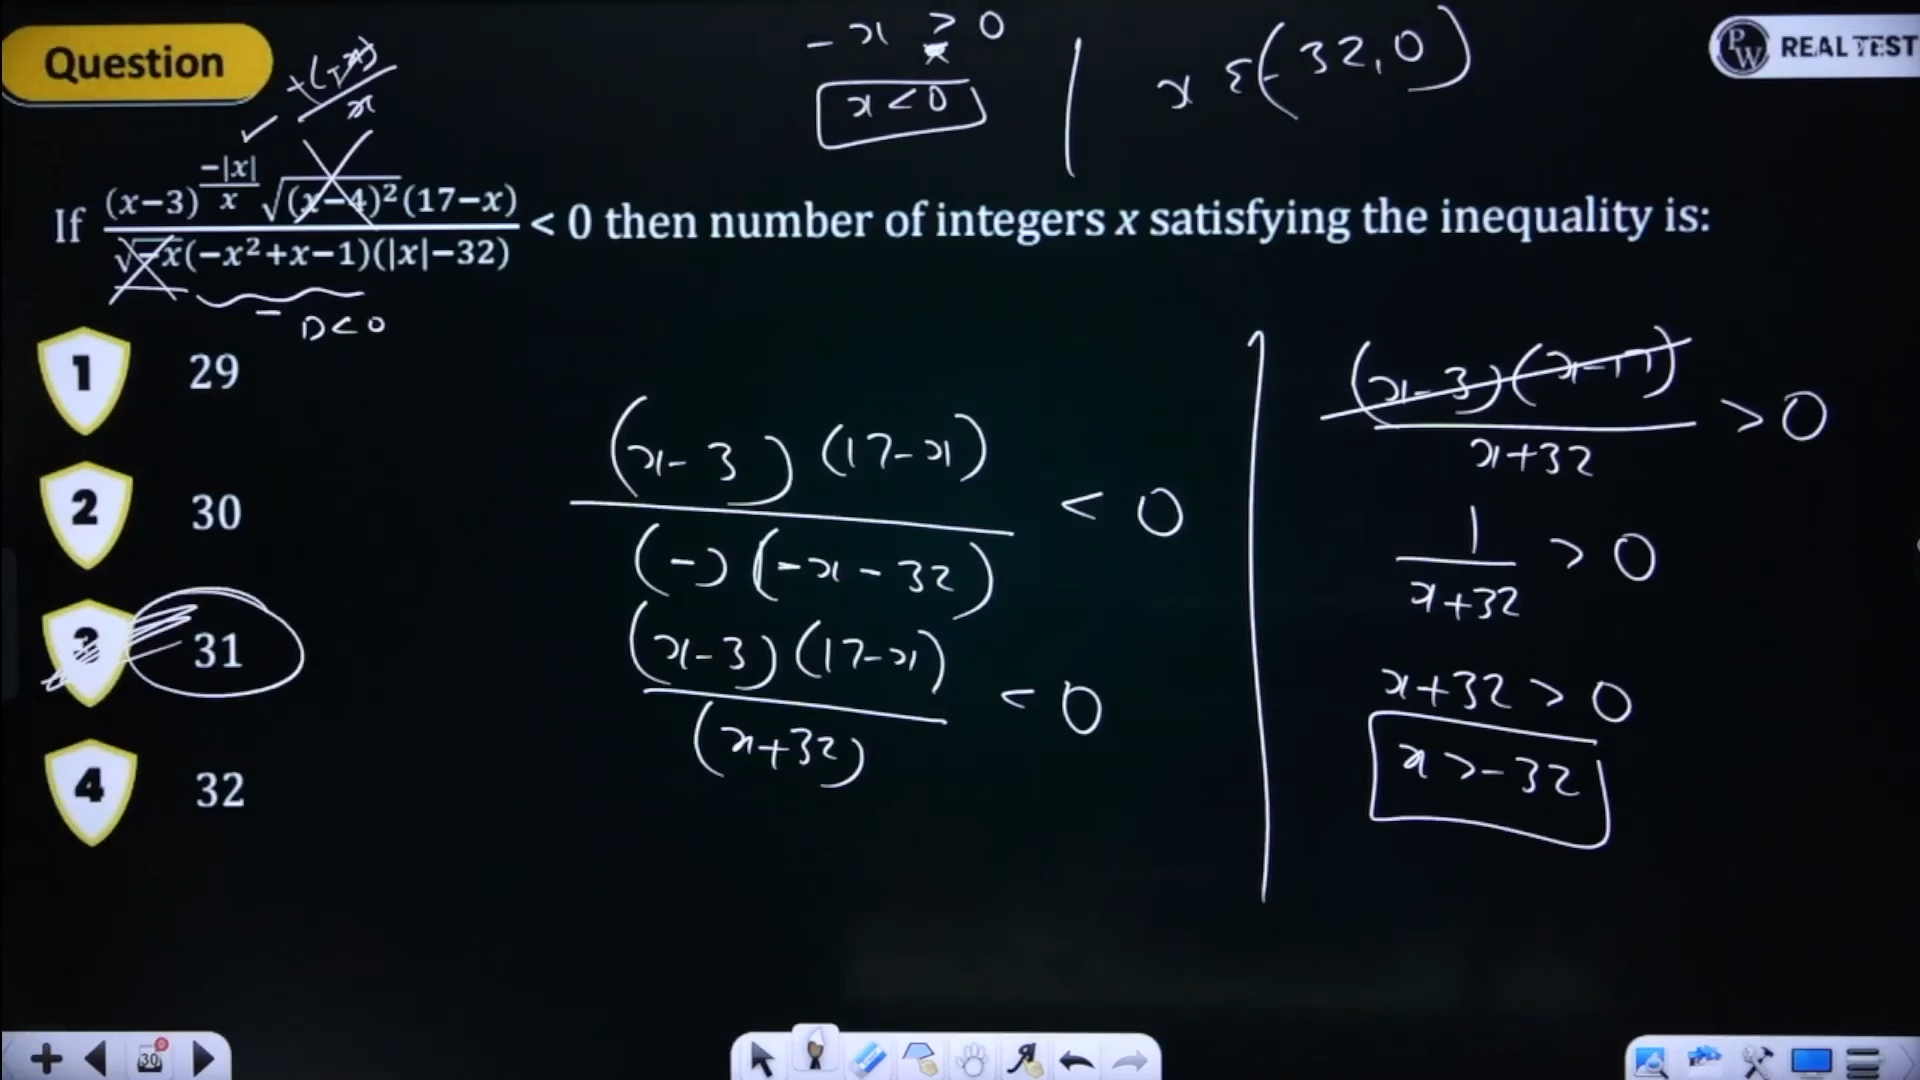 Question
PW REAL TEST
+(-x)/x
-x > 0
x < 0
x ε (-32, 0)
If (x−3)^(−|x|/x) √(x−4)² (17−x) / √−x (−x²+x−1)(|x|−32) < 0 then number of integers x satisfying the inequality is:
− D < 0
1 29
2 30
3 31
4 32
(x-3) (17-x) / (-) (-x-32) < 0
(x-3) (17-x) / (x+32) < 0
(x-3)(x-17) / x+32 > 0
1 / x+32 > 0
x+32 > 0
x > -32
30